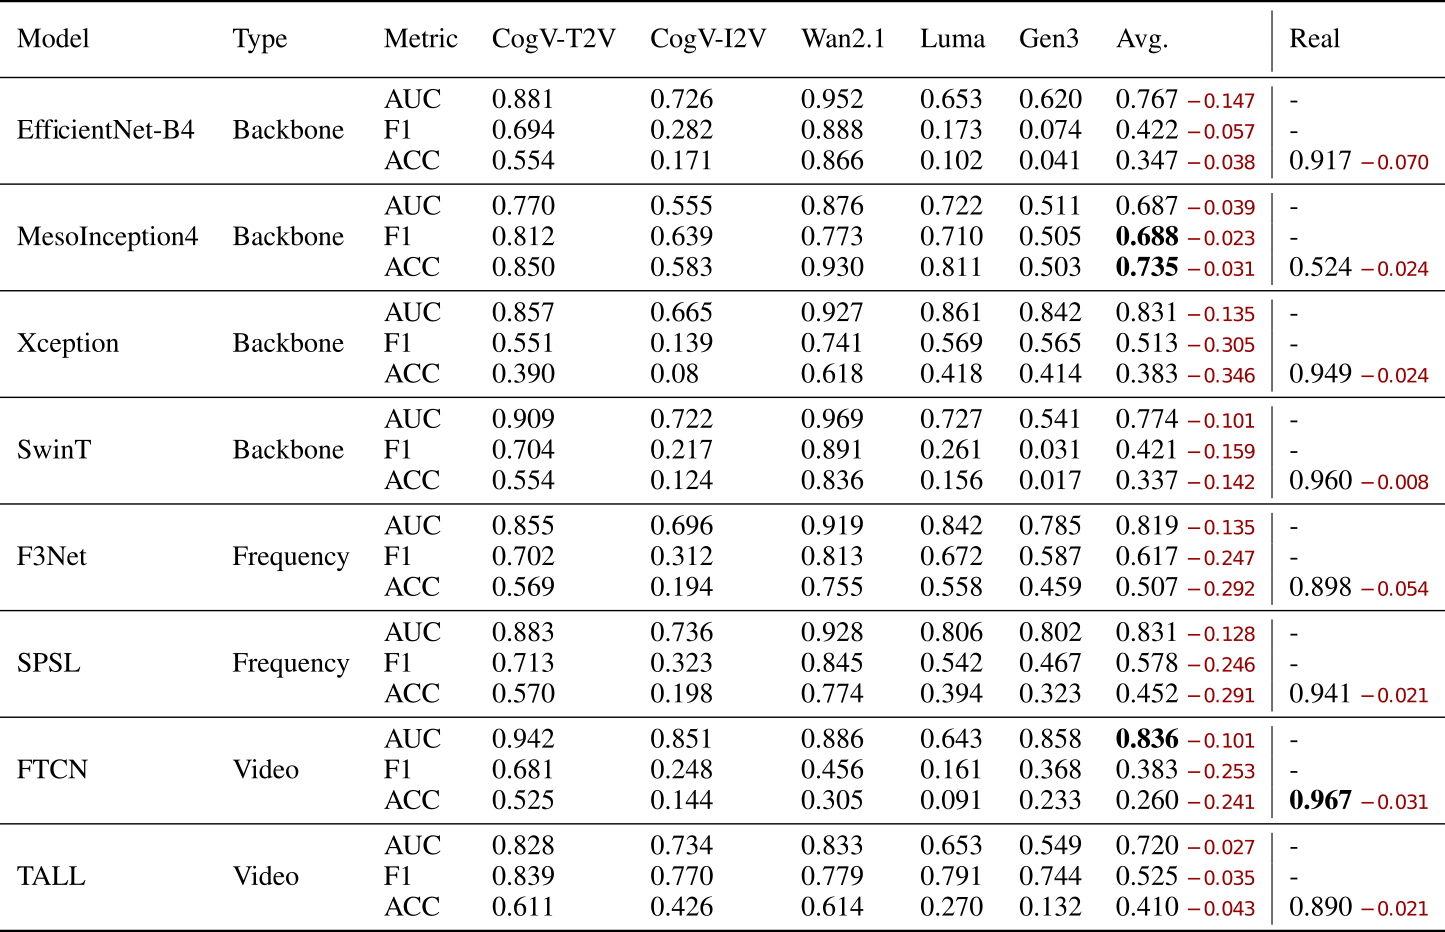 Model Type Metric CogV-T2V CogV-I2V Wan2.1 Luma Gen3 Avg. Real
AUC 0.881 0.726 0.952 0.653 0.620 0.767 −0.147 -
EfficientNet-B4 Backbone F1 0.694 0.282 0.888 0.173 0.074 0.422 −0.057 -
ACC 0.554 0.171 0.866 0.102 0.041 0.347 −0.038 0.917 −0.070
AUC 0.770 0.555 0.876 0.722 0.511 0.687 −0.039 -
MesoInception4 Backbone F1 0.812 0.639 0.773 0.710 0.505 0.688 −0.023 -
ACC 0.850 0.583 0.930 0.811 0.503 0.735 −0.031 0.524 −0.024
AUC 0.857 0.665 0.927 0.861 0.842 0.831 −0.135 -
Xception Backbone F1 0.551 0.139 0.741 0.569 0.565 0.513 −0.305 -
ACC 0.390 0.08 0.618 0.418 0.414 0.383 −0.346 0.949 −0.024
AUC 0.909 0.722 0.969 0.727 0.541 0.774 −0.101 -
SwinT Backbone F1 0.704 0.217 0.891 0.261 0.031 0.421 −0.159 -
ACC 0.554 0.124 0.836 0.156 0.017 0.337 −0.142 0.960 −0.008
AUC 0.855 0.696 0.919 0.842 0.785 0.819 −0.135 -
F3Net Frequency F1 0.702 0.312 0.813 0.672 0.587 0.617 −0.247 -
ACC 0.569 0.194 0.755 0.558 0.459 0.507 −0.292 0.898 −0.054
AUC 0.883 0.736 0.928 0.806 0.802 0.831 −0.128 -
SPSL Frequency F1 0.713 0.323 0.845 0.542 0.467 0.578 −0.246 -
ACC 0.570 0.198 0.774 0.394 0.323 0.452 −0.291 0.941 −0.021
AUC 0.942 0.851 0.886 0.643 0.858 0.836 −0.101 -
FTCN Video F1 0.681 0.248 0.456 0.161 0.368 0.383 −0.253 -
ACC 0.525 0.144 0.305 0.091 0.233 0.260 −0.241 0.967 −0.031
AUC 0.828 0.734 0.833 0.653 0.549 0.720 −0.027 -
TALL Video F1 0.839 0.770 0.779 0.791 0.744 0.525 −0.035 -
ACC 0.611 0.426 0.614 0.270 0.132 0.410 −0.043 0.890 −0.021